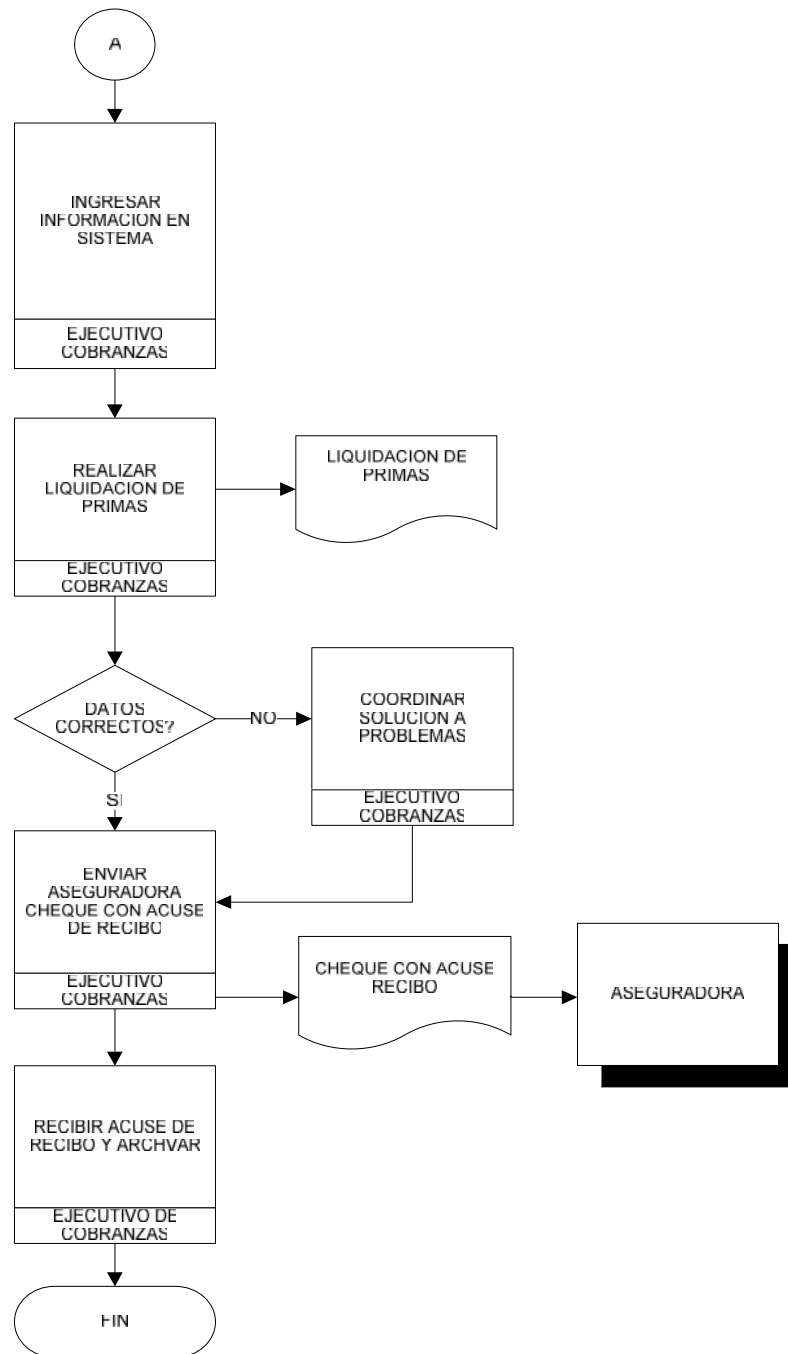 A
INGRESAR
INFORMACION EN
SISTEMA
EJECUTIVO
COBRANZAS
REALIZAR
LIQUIDACION DE
PRIMAS
EJECUTIVO
COBRANZAS
LIQUIDACION DE
PRIMAS
DATOS
CORRECTOS?
NO
COORDINAR
SOLUCION A
PROBLEMAS
EJECUTIVO
COBRANZAS
SI
ENVIAR
ASEGURADORA
CHEQUE CON ACUSE
DE RECIBO
EJECUTIVO
COBRANZAS
CHEQUE CON ACUSE
RECIBO
ASEGURADORA
RECIBIR ACUSE DE
RECIBO Y ARCHVAR
EJECUTIVO DE
COBRANZAS
FIN